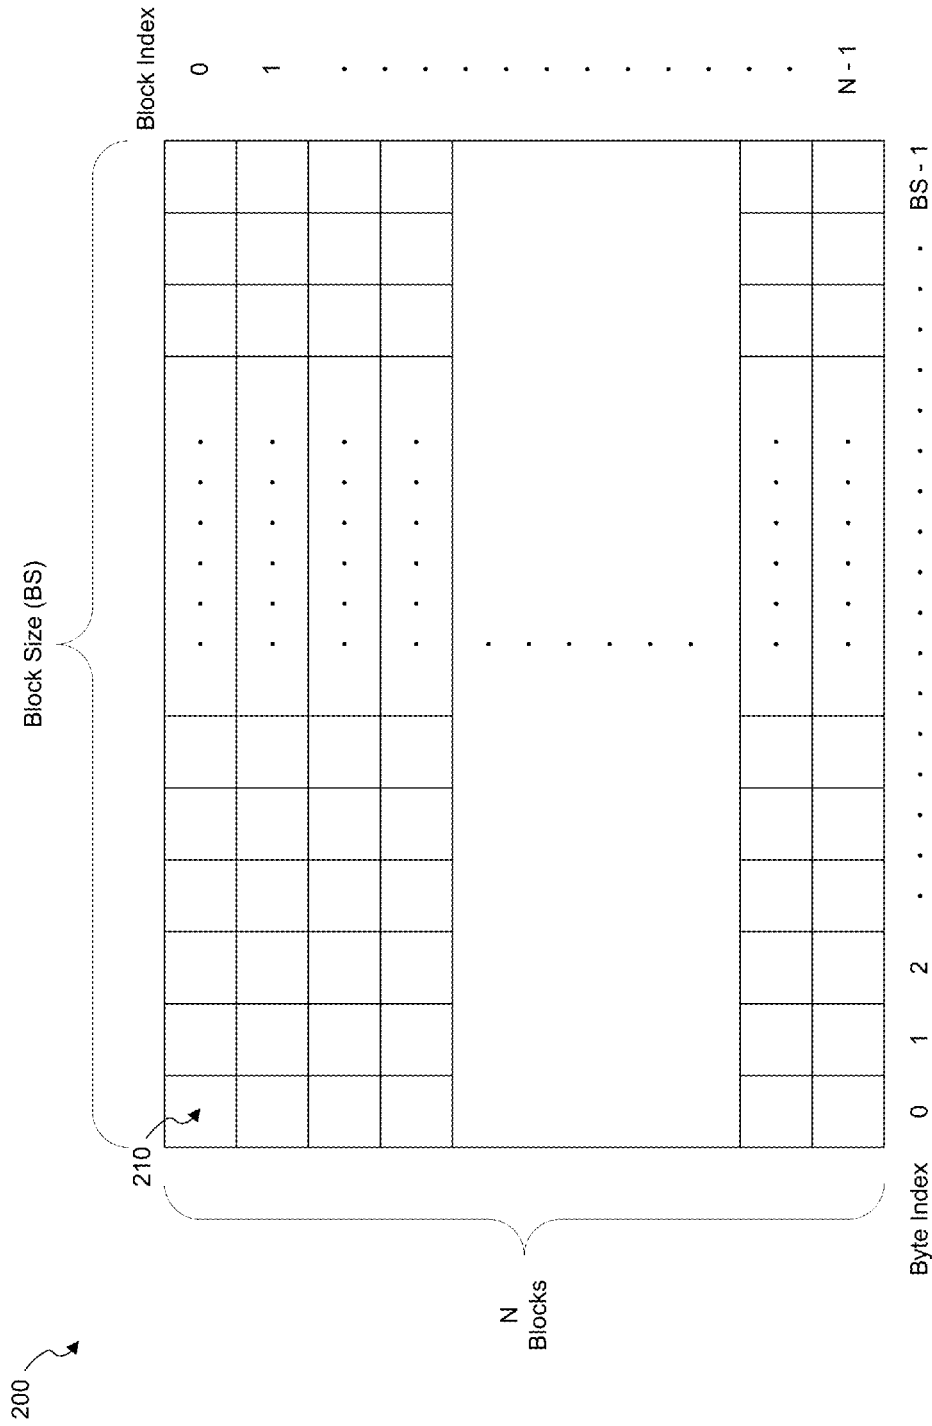 200
Block Size (BS)
Block Index
210
0
1
N
Blocks
N - 1
Byte Index 0 1 2 BS - 1